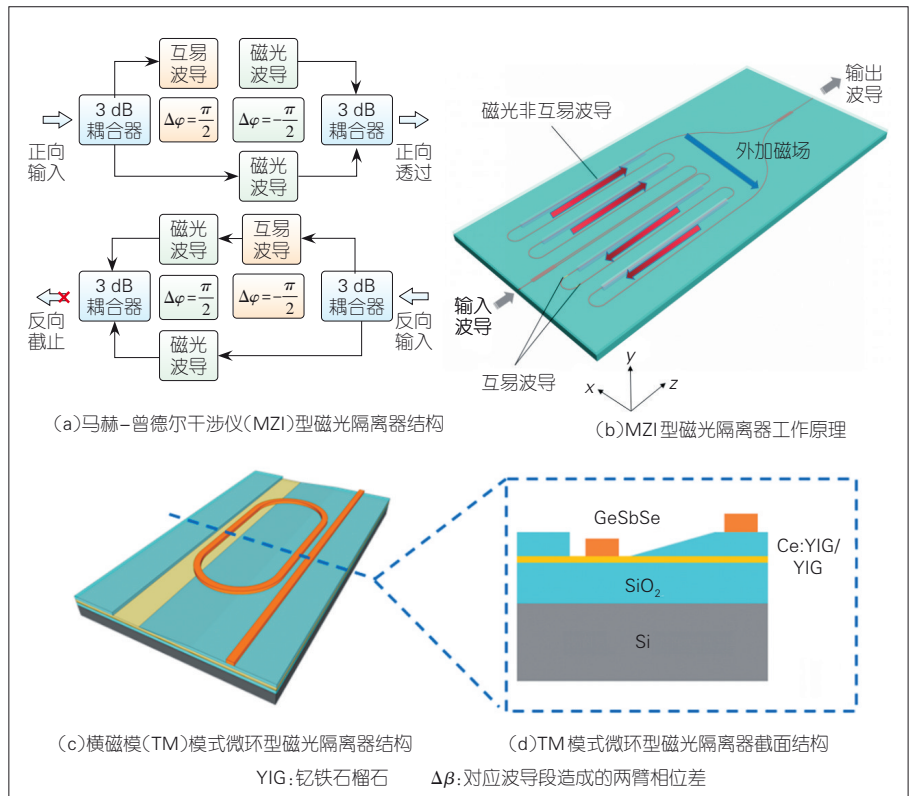 互易
波导
磁光
波导
3 dB
耦合器
Δφ=π/2
Δφ=-π/2
3 dB
耦合器
正向
输入
磁光
波导
正向
透过
磁光
波导
互易
波导
3 dB
耦合器
Δφ=π/2
Δφ=-π/2
3 dB
耦合器
反向
截止
磁光
波导
反向
输入
(a)马赫-曾德尔干涉仪(MZI)型磁光隔离器结构
输出
波导
磁光非互易波导
外加磁场
输入
波导
互易波导
y
x
z
(b)MZI型磁光隔离器工作原理
(c)横磁模(TM)模式微环型磁光隔离器结构
GeSbSe
Ce:YIG/
YIG
SiO₂
Si
(d)TM模式微环型磁光隔离器截面结构
YIG:钇铁石榴石 Δβ:对应波导段造成的两臂相位差